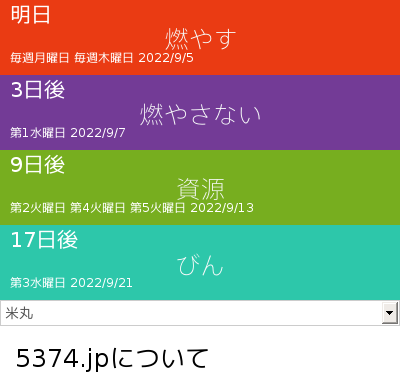 明日
燃やす
毎週月曜日 毎週木曜日 2022/9/5
3日後
燃やさない
第1水曜日 2022/9/7
9日後
資源
第2火曜日 第4火曜日 第5火曜日 2022/9/13
17日後
びん
第3水曜日 2022/9/21
米丸
5374.jpについて